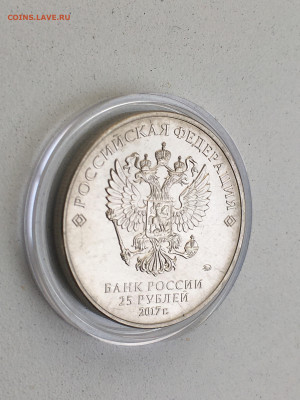 COINS.LAVE.RU
РОССИЙСКАЯ ФЕДЕРАЦИЯ
БАНК РОССИИ
25 РУБЛЕЙ
2017 г.